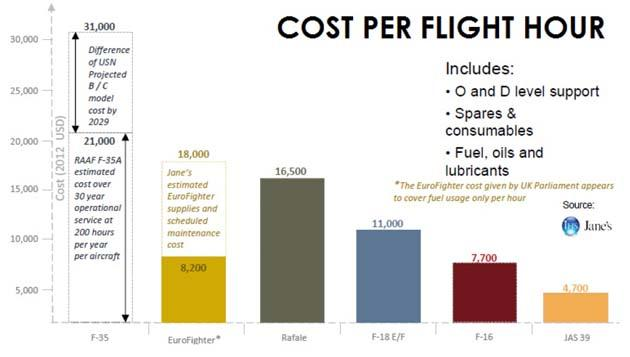 COST PER FLIGHT HOUR
Includes:
• O and D level support
• Spares &
consumables
• Fuel, oils and
lubricants
*The EuroFighter cost given by UK Parliament appears
to cover fuel usage only per hour
Source:
IHS Jane's
Cost (2012 USD)
30,000
25,000
20,000
15,000
10,000
5,000
31,000
Difference
of USN
Projected
B / C
model
cost by
2029
21,000
RAAF F-35A
estimated
cost over
30 year
operational
service at
200 hours
per year
per aircraft
18,000
Jane's
estimated
EuroFighter
supplies and
scheduled
maintenance
cost
8,200
16,500
11,000
7,700
4,700
F-35
EuroFighter*
Rafale
F-18 E/F
F-16
JAS 39